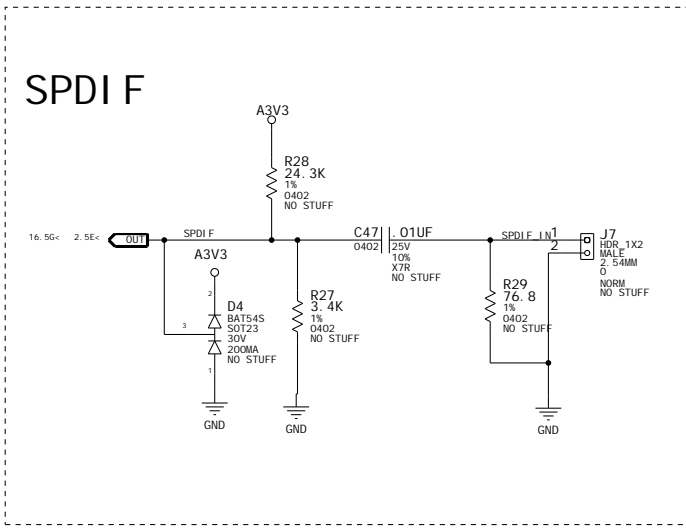 SPDIF
A3V3
R28
24.3K
1%
0402
NO STUFF
16.5G< 2.5E<
OUT
SPDIF
C47
0402
.01UF
25V
10%
X7R
NO STUFF
SPDIF_IN
1
2
J7
HDR_1X2
MALE
2.54MM
0
NORM
NO STUFF
A3V3
2
D4
BAT54S
SOT23
30V
200MA
NO STUFF
3
1
GND
R27
3.4K
1%
0402
NO STUFF
GND
R29
76.8
1%
0402
NO STUFF
GND